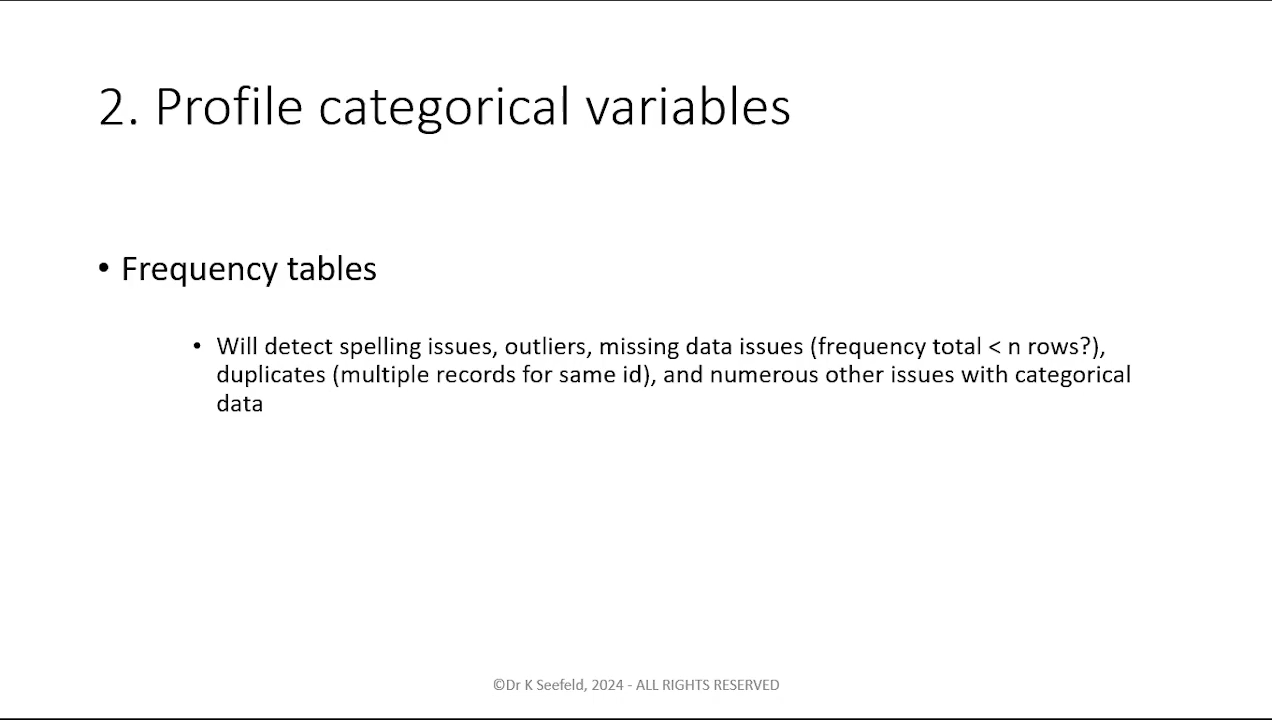 2. Profile categorical variables
• Frequency tables
• Will detect spelling issues, outliers, missing data issues (frequency total < n rows?),
duplicates (multiple records for same id), and numerous other issues with categorical
data
©Dr K Seefeld, 2024 - ALL RIGHTS RESERVED